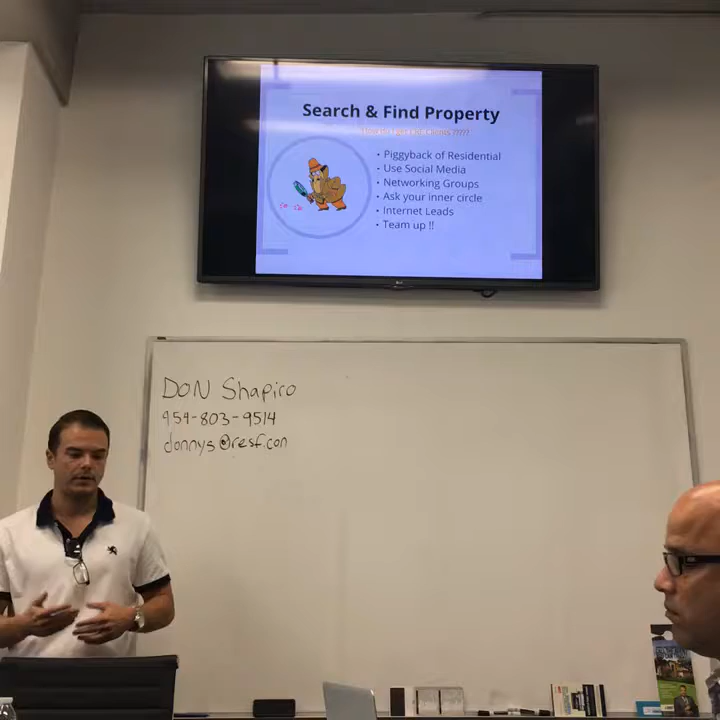 Search & Find Property
• Piggyback of Residential
• Use Social Media
• Networking Groups
• Ask your inner circle
• Internet Leads
• Team up !!
DON Shapiro
954-803-9514
donnys@resf.con